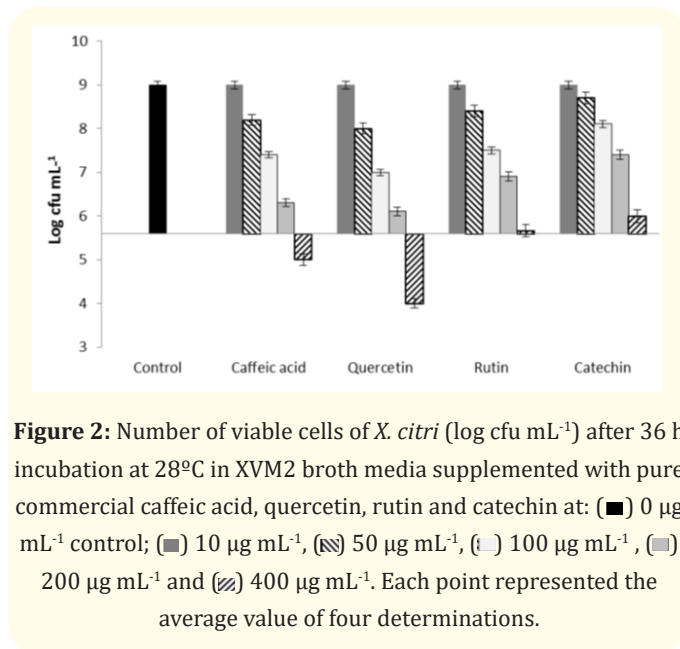 10
9
8
7
6
5
4
3
Log cfu mL-1
Control Caffeic acid Quercetin Rutin Catechin
Figure 2: Number of viable cells of X. citri (log cfu mL-1) after 36 h
incubation at 28ºC in XVM2 broth media supplemented with pure
commercial caffeic acid, quercetin, rutin and catechin at: (■) 0 µg
mL-1 control; (■) 10 µg mL-1, (▧) 50 µg mL-1, (□) 100 µg mL-1 , (■)
200 µg mL-1 and (▨) 400 µg mL-1. Each point represented the
average value of four determinations.